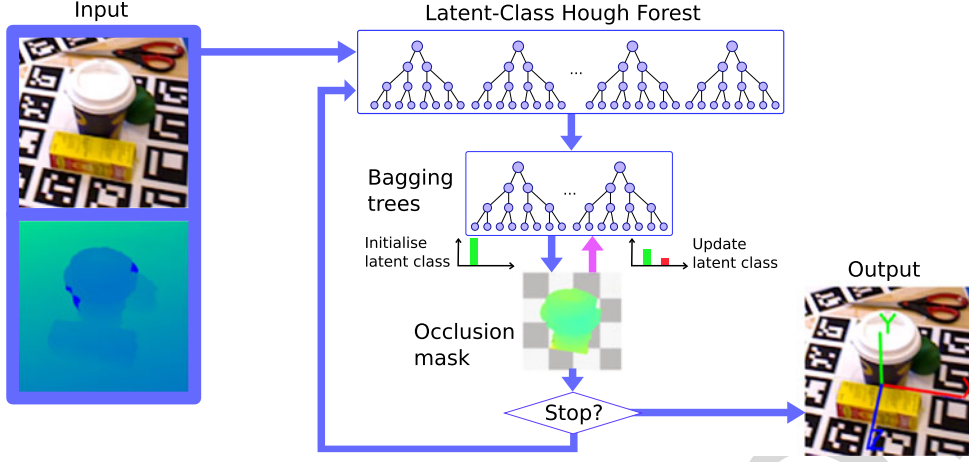 Input
Latent-Class Hough Forest
...
Bagging
trees
...
Initialise
latent class
Update
latent class
Occlusion
mask
Output
Stop?
Y
X
Z